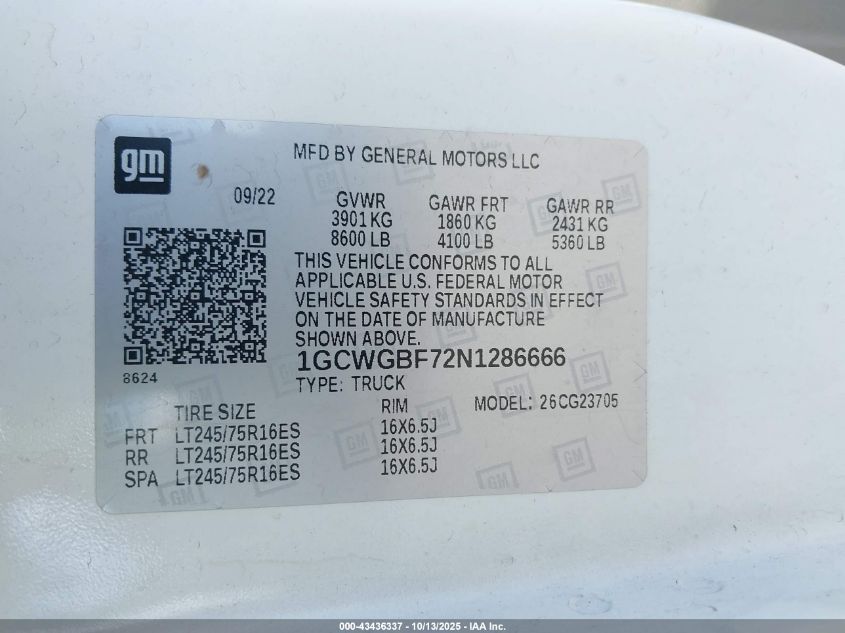 gm
MFD BY GENERAL MOTORS LLC
09/22
GVWR GAWR FRT GAWR RR
3901 KG 1860 KG 2431 KG
8600 LB 4100 LB 5360 LB
THIS VEHICLE CONFORMS TO ALL
APPLICABLE U.S. FEDERAL MOTOR
VEHICLE SAFETY STANDARDS IN EFFECT
ON THE DATE OF MANUFACTURE
SHOWN ABOVE.
1GCWGBF72N1286666
8624
TYPE: TRUCK
TIRE SIZE RIM MODEL: 26CG23705
FRT LT245/75R16ES 16X6.5J
RR LT245/75R16ES 16X6.5J
SPA LT245/75R16ES 16X6.5J
000-43436337 - 10/13/2025 - IAA Inc.